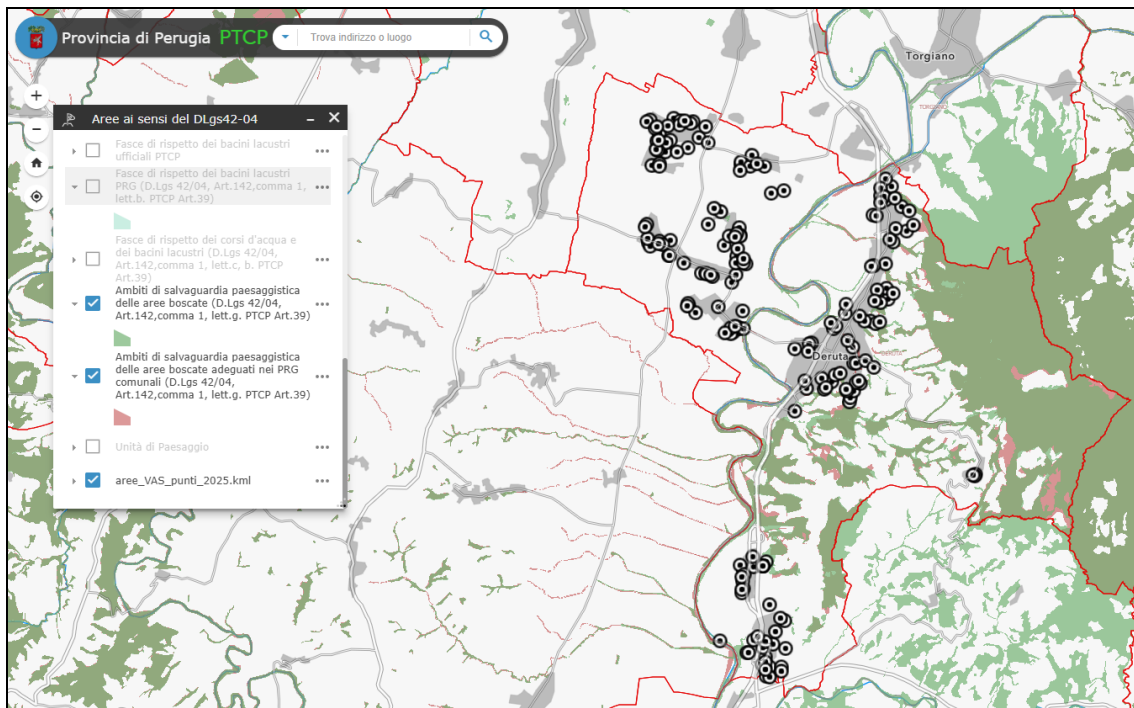 Provincia di Perugia PTCP
Trova indirizzo o luogo
Torgiano
TORGIANO
Aree ai sensi del DLgs42-04
Fasce di rispetto dei bacini lacustri
ufficiali PTCP
Fasce di rispetto dei bacini lacustri
PRG (D.Lgs 42/04, Art.142,comma 1,
lett.b. PTCP Art.39)
Fasce di rispetto dei corsi d'acqua e
dei bacini lacustri (D.Lgs 42/04,
Art.142,comma 1, lett.c, b. PTCP
Art.39)
Ambiti di salvaguardia paesaggistica
delle aree boscate (D.Lgs 42/04,
Art.142,comma 1, lett.g. PTCP Art.39)
Ambiti di salvaguardia paesaggistica
delle aree boscate adeguati nei PRG
comunali (D.Lgs 42/04,
Art.142,comma 1, lett.g. PTCP Art.39)
Unità di Paesaggio
aree_VAS_punti_2025.kml
Deruta
DERUTA